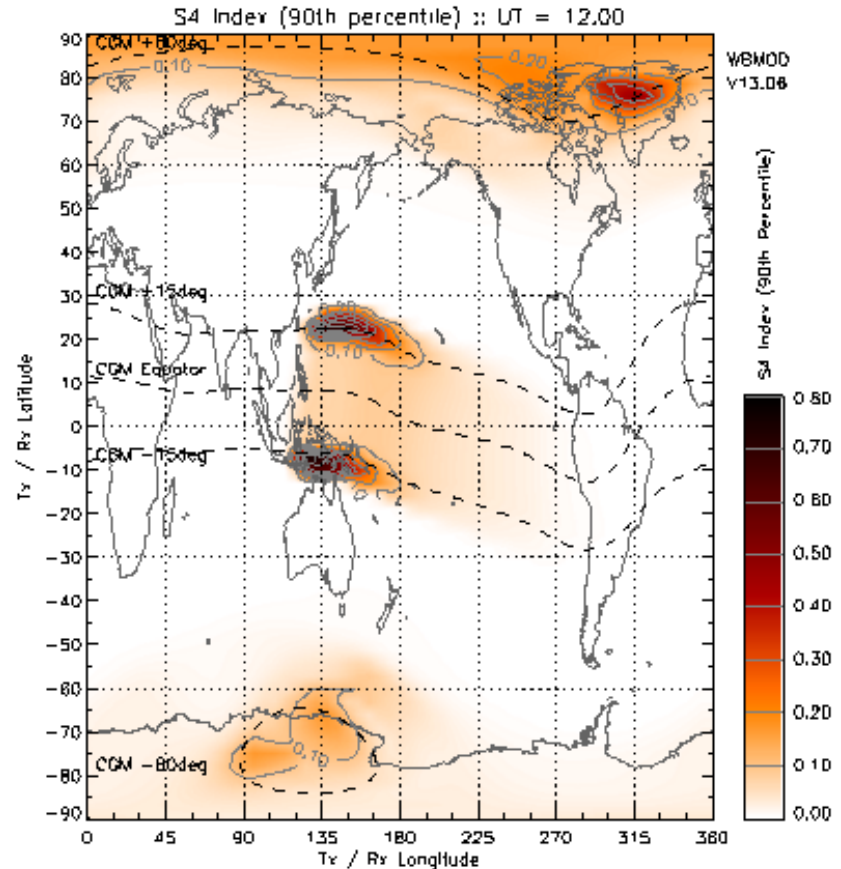 S4 Index (90th percentile) :: UT = 12.00
WBMOD
V13.06
90
80
70
60
50
40
30
20
10
0
-10
-20
-30
-40
-50
-60
-70
-80
-90
Tx / Rx Latitude
CGM +80deg
0.10
0.20
CGM +15deg
0.10
CGM Equator
CGM -15deg
0.10
CGM -80deg
0 45 90 135 180 225 270 315 360
Tx / Rx Longitude
S4 Index (90th Percentile)
0.80
0.70
0.60
0.50
0.40
0.30
0.20
0.10
0.00